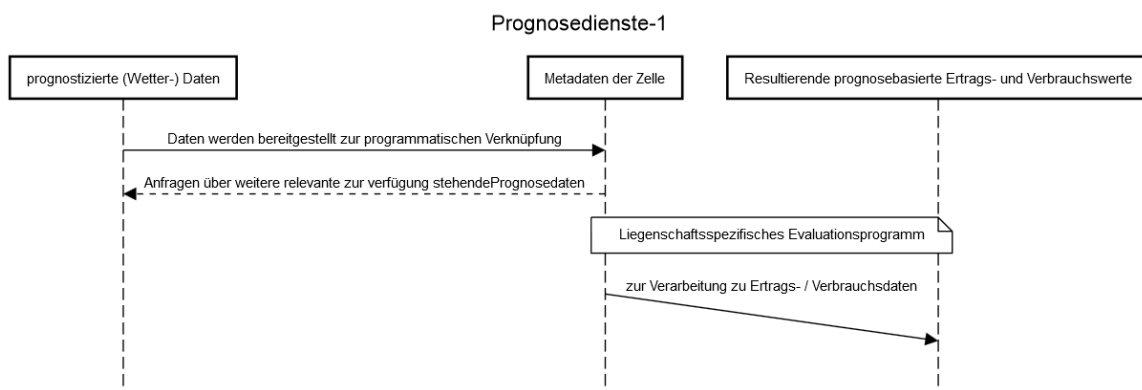 Prognosedienste-1
prognostizierte (Wetter-) Daten
Metadaten der Zelle
Resultierende prognosebasierte Ertrags- und Verbrauchswerte
Daten werden bereitgestellt zur programmatischen Verknüpfung
Anfragen über weitere relevante zur verfügung stehendePrognosedaten
Liegenschaftsspezifisches Evaluationsprogramm
zur Verarbeitung zu Ertrags- / Verbrauchsdaten